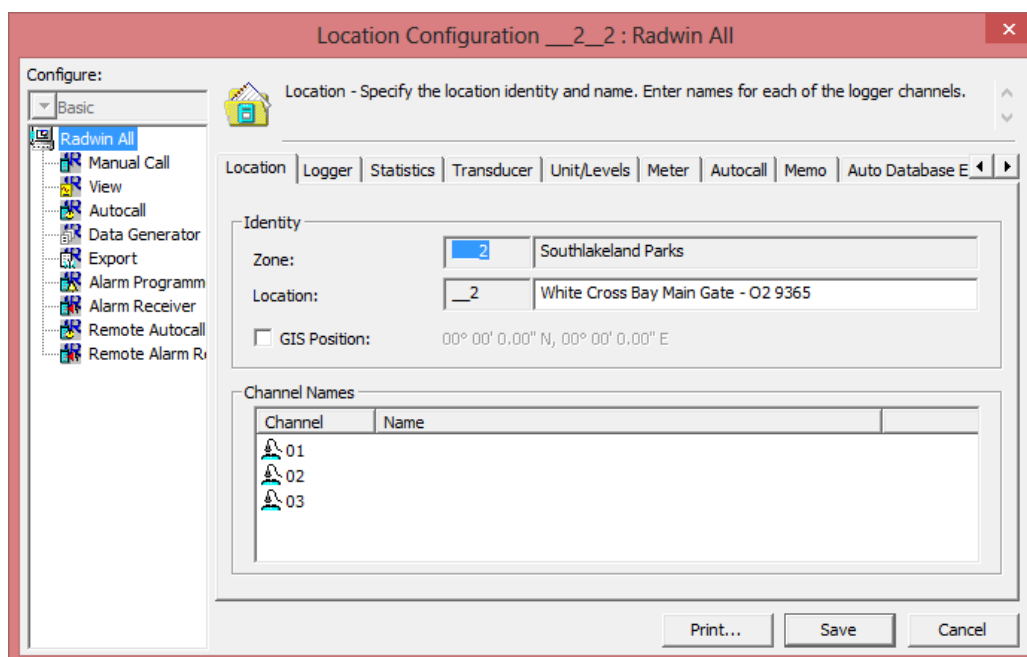 Location Configuration __2__2 : Radwin All
Configure:
Basic
Radwin All
Manual Call
View
Autocall
Data Generator
Export
Alarm Programm
Alarm Receiver
Remote Autocall
Remote Alarm R
Location - Specify the location identity and name. Enter names for each of the logger channels.
Location Logger Statistics Transducer Unit/Levels Meter Autocall Memo Auto Database E
Identity
Zone: __2 Southlakeland Parks
Location: __2 White Cross Bay Main Gate - O2 9365
GIS Position: 00° 00' 0.00" N, 00° 00' 0.00" E
Channel Names
Channel Name
01
02
03
Print... Save Cancel